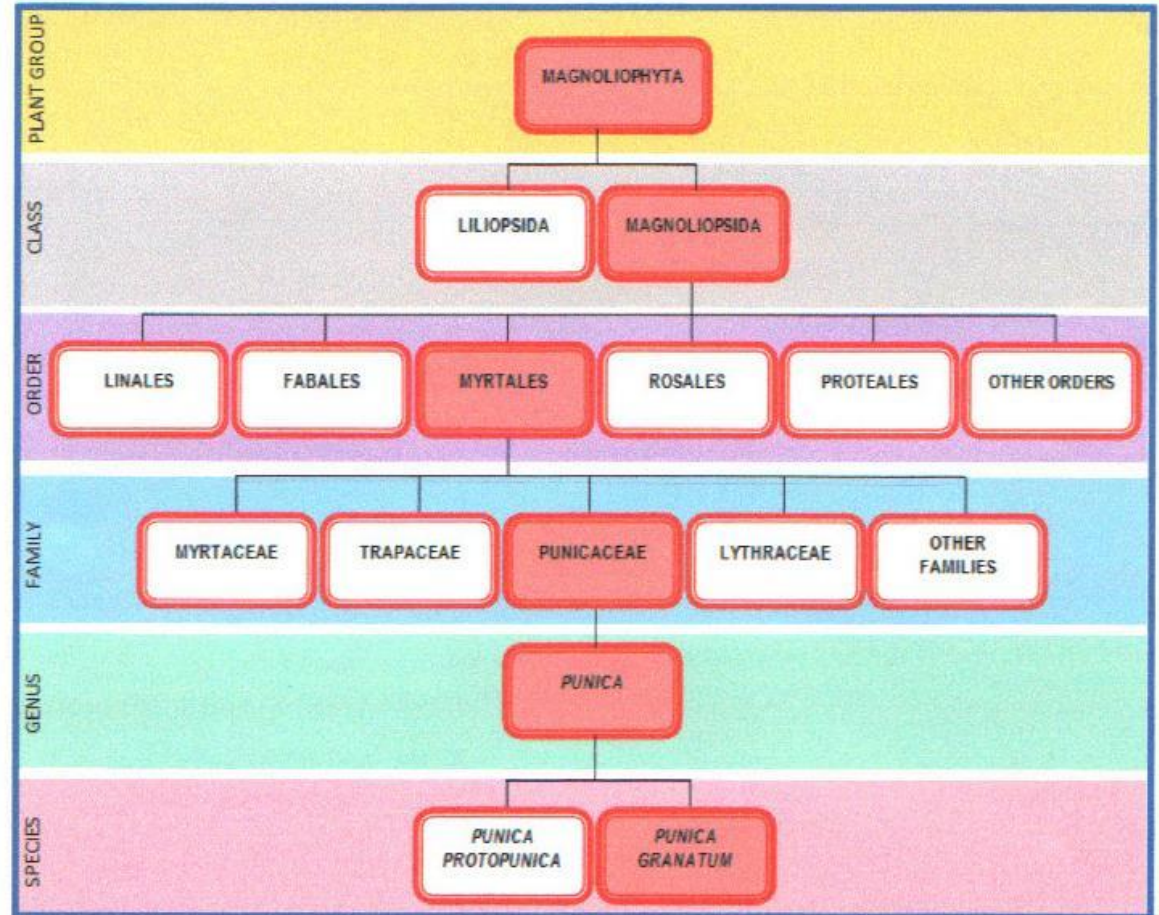 PLANT GROUP
MAGNOLIOPHYTA
CLASS
LILIOPSIDA
MAGNOLIOPSIDA
ORDER
LINALES
FABALES
MYRTALES
ROSALES
PROTEALES
OTHER ORDERS
FAMILY
MYRTACEAE
TRAPACEAE
PUNICACEAE
LYTHRACEAE
OTHER
FAMILIES
GENUS
PUNICA
SPECIES
PUNICA
PROTOPUNICA
PUNICA
GRANATUM